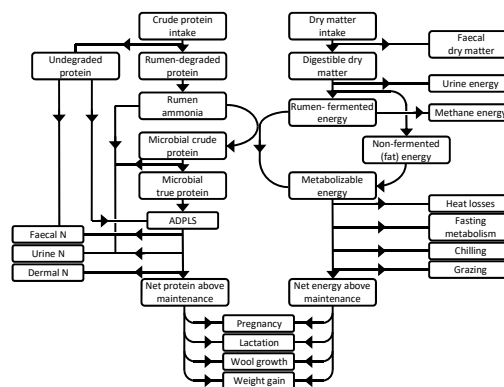 Crude protein
intake
Dry matter
intake
Faecal
dry matter
Undegraded
protein
Rumen-degraded
protein
Digestible dry
matter
Urine energy
Rumen
ammonia
Rumen- fermented
energy
Methane energy
Microbial crude
protein
Non-fermented
(fat) energy
Microbial
true protein
Metabolizable
energy
Heat losses
ADPLS
Fasting
metabolism
Faecal N
Urine N
Chilling
Dermal N
Grazing
Net protein above
maintenance
Net energy above
maintenance
Pregnancy
Lactation
Wool growth
Weight gain